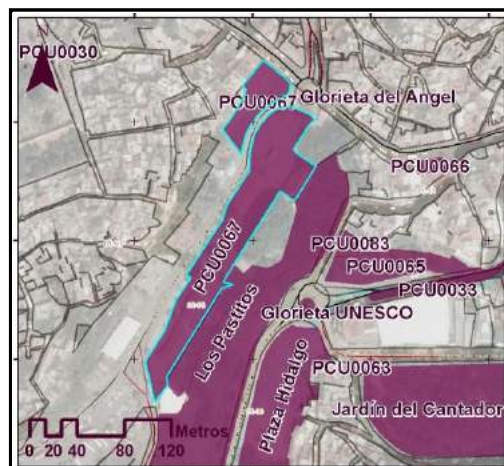 PCU0030
PCU0067
Glorieta del Angel
PCU0066
PCU0067
PCU0083
PCU0065
PCU0033
Glorieta UNESCO
Los Pastitos
PCU0063
Plaza Hidalgo
Jardín del Cantador
Metros
0 20 40 80 120